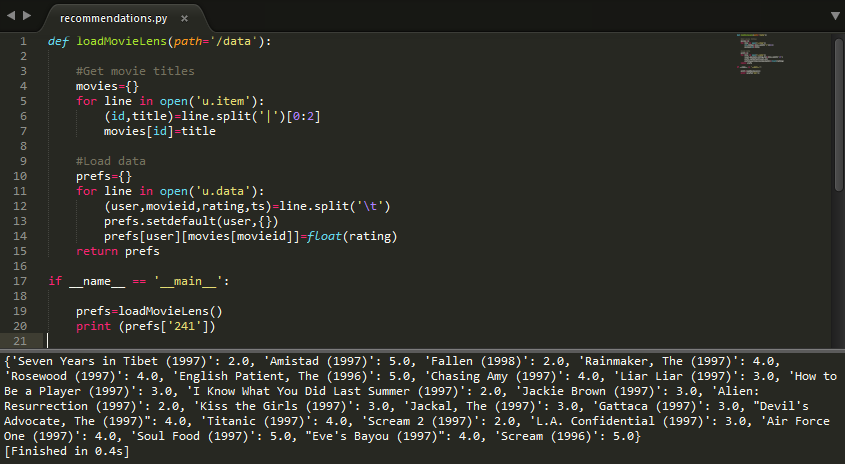 recommendations.py ×
1 def loadMovieLens(path='/data'):
2
3     #Get movie titles
4     movies={}
5     for line in open('u.item'):
6         (id,title)=line.split('|')[0:2]
7         movies[id]=title
8
9     #Load data
10     prefs={}
11     for line in open('u.data'):
12         (user,movieid,rating,ts)=line.split('\t')
13         prefs.setdefault(user,{})
14         prefs[user][movies[movieid]]=float(rating)
15     return prefs
16
17 if __name__ == '__main__':
18
19     prefs=loadMovieLens()
20     print (prefs['241'])
21
{'Seven Years in Tibet (1997)': 2.0, 'Amistad (1997)': 5.0, 'Fallen (1998)': 2.0, 'Rainmaker, The (1997)': 4.0,
'Rosewood (1997)': 4.0, 'English Patient, The (1996)': 5.0, 'Chasing Amy (1997)': 4.0, 'Liar Liar (1997)': 3.0, 'How to
Be a Player (1997)': 3.0, 'I Know What You Did Last Summer (1997)': 2.0, 'Jackie Brown (1997)': 3.0, 'Alien:
Resurrection (1997)': 2.0, 'Kiss the Girls (1997)': 3.0, 'Jackal, The (1997)': 3.0, 'Gattaca (1997)': 3.0, "Devil's
Advocate, The (1997)": 4.0, 'Titanic (1997)': 4.0, 'Scream 2 (1997)': 2.0, 'L.A. Confidential (1997)': 3.0, 'Air Force
One (1997)': 4.0, 'Soul Food (1997)': 5.0, "Eve's Bayou (1997)": 4.0, 'Scream (1996)': 5.0}
[Finished in 0.4s]